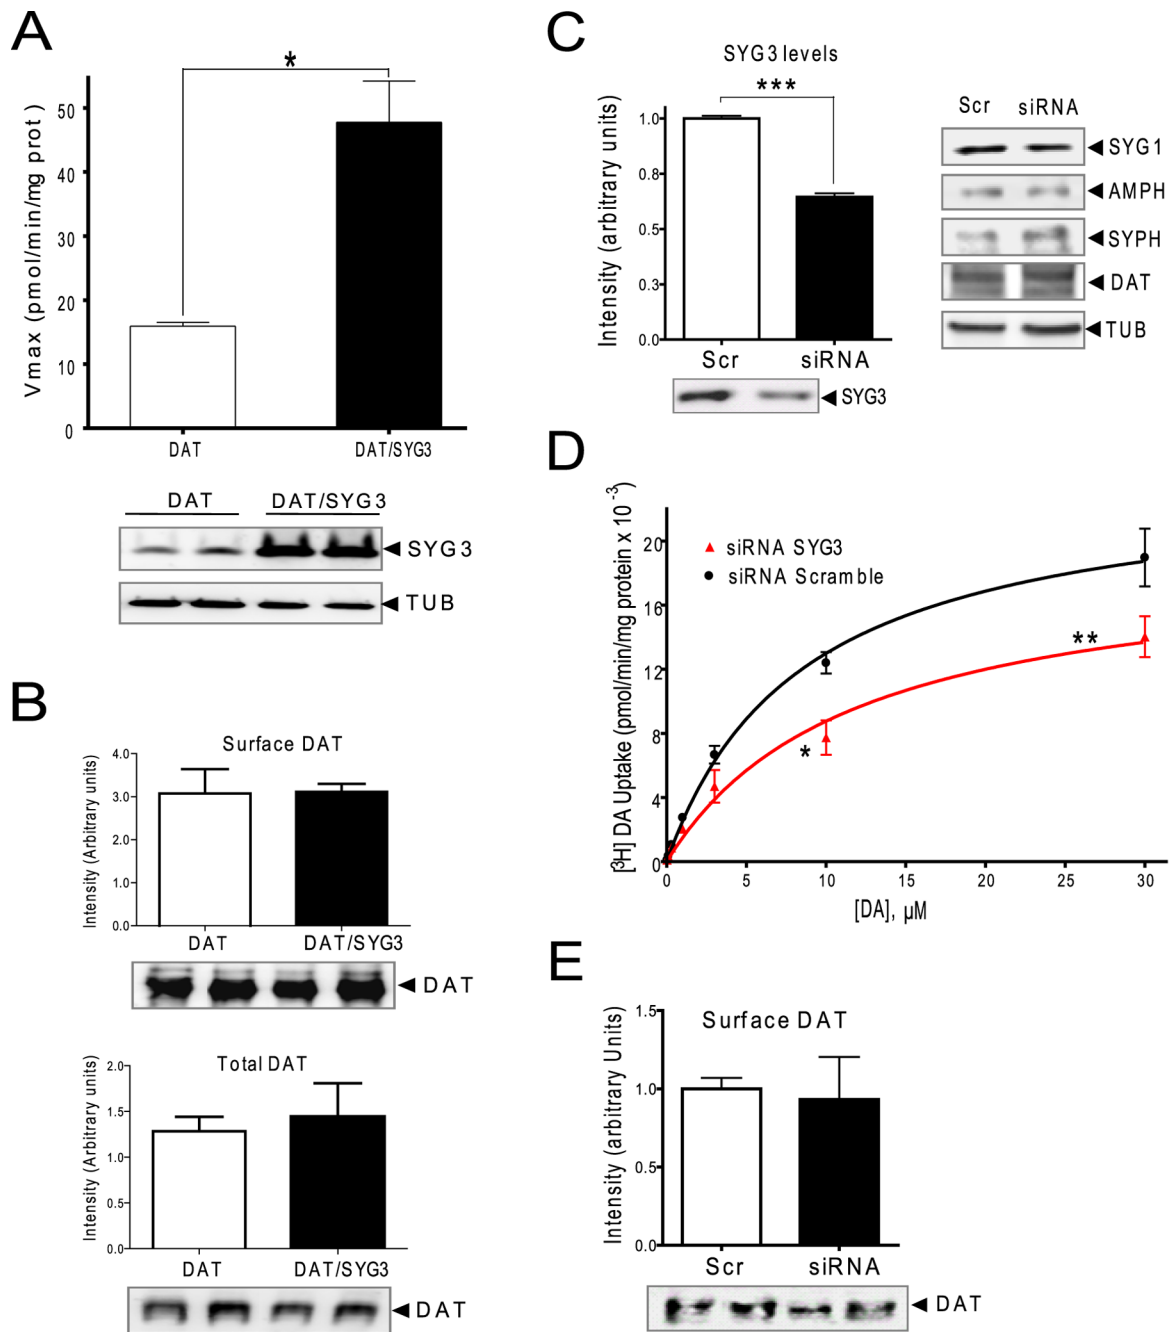 A
*
Vmax (pmol/min/mg prot )
50
40
30
20
10
0
DAT
DAT/SYG3
DAT
DAT/SYG3
SYG3
TUB
B
Surface DAT
Intensity (Arbitrary units)
4.0
3.0
2.0
1.0
0.0
DAT
DAT/SYG3
DAT
Total DAT
Intensity (Arbitrary units)
2.0
1.5
1.0
0.5
0.0
DAT
DAT/SYG3
DAT
C
SYG3 levels
***
Intensity (arbitrary units)
1.0
0.8
0.5
0.3
0.0
Scr
siRNA
SYG3
Scr
siRNA
SYG1
AMPH
SYPH
DAT
TUB
D
[³H] DA Uptake (pmol/min/mg protein x 10⁻³)
20
16
12
8
4
0
siRNA SYG3
siRNA Scramble
**
*
0
5
10
15
20
25
30
[DA], µM
E
Surface DAT
Intensity (arbitrary Units)
1.5
1.0
0.5
0.0
Scr
siRNA
DAT